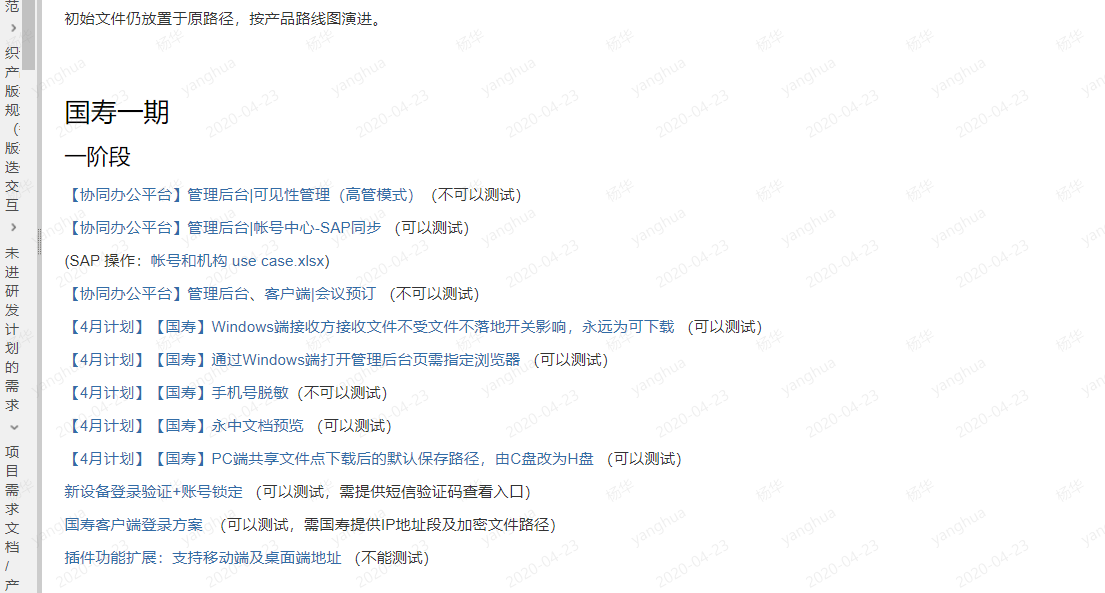 初始文件仍放置于原路径，按产品路线图演进。
国寿一期
一阶段
【协同办公平台】管理后台|可见性管理（高管模式）（不可以测试）
【协同办公平台】管理后台|帐号中心-SAP同步 （可以测试）
(SAP 操作：帐号和机构 use case.xlsx)
【协同办公平台】管理后台、客户端|会议预订 （不可以测试）
【4月计划】【国寿】Windows端接收方接收文件不受文件不落地开关影响，永远为可下载 （可以测试）
【4月计划】【国寿】通过Windows端打开管理后台页需指定浏览器 （可以测试）
【4月计划】【国寿】手机号脱敏（不可以测试）
【4月计划】【国寿】永中文档预览 （可以测试）
【4月计划】【国寿】PC端共享文件点下载后的默认保存路径，由C盘改为H盘 （可以测试）
新设备登录验证+账号锁定 （可以测试，需提供短信验证码查看入口）
国寿客户端登录方案 （可以测试，需国寿提供IP地址段及加密文件路径）
插件功能扩展：支持移动端及桌面端地址 （不能测试）
范
织
产
版
规
（
版
迭
交
互
未
进
研
发
计
划
的
需
求
项
目
需
求
文
档
/
产
杨华
yanghua
2020-04-23